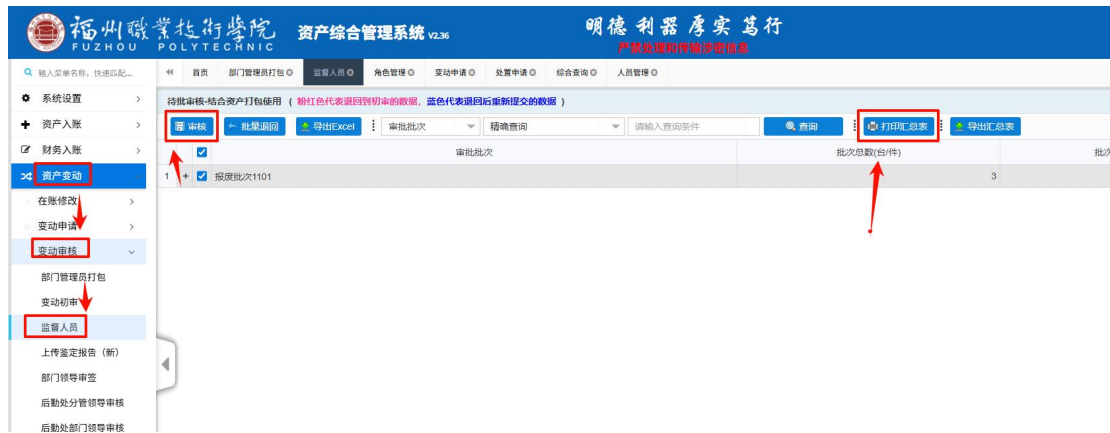 福州職業技術學院 资产综合管理系统 V2.36 明德 利器 厚实 笃行
FUZHOU POLYTECHNIC 严禁处理和传输涉密信息
输入菜单名称，快速匹配... 首页 部门管理员打包 监督人员 角色管理 变动申请 处置申请 综合查询 人员管理
系统设置
待批审核-结合资产打包使用 ( 粉红色代表退回到初审的数据，蓝色代表退回后重新提交的数据 )
资产入账
审核 批量退回 导出Excel 审批批次 精确查询 请输入查询条件 查询 打印汇总表 导出汇总表
财务入账
审批批次 批次总数(台/件) 批次
资产变动
1 + 报废批次1101 3
在账修改
变动申请
变动审核
部门管理员打包
变动初审
监督人员
上传鉴定报告（新）
部门领导审签
后勤处分管领导审核
后勤处部门领导审核